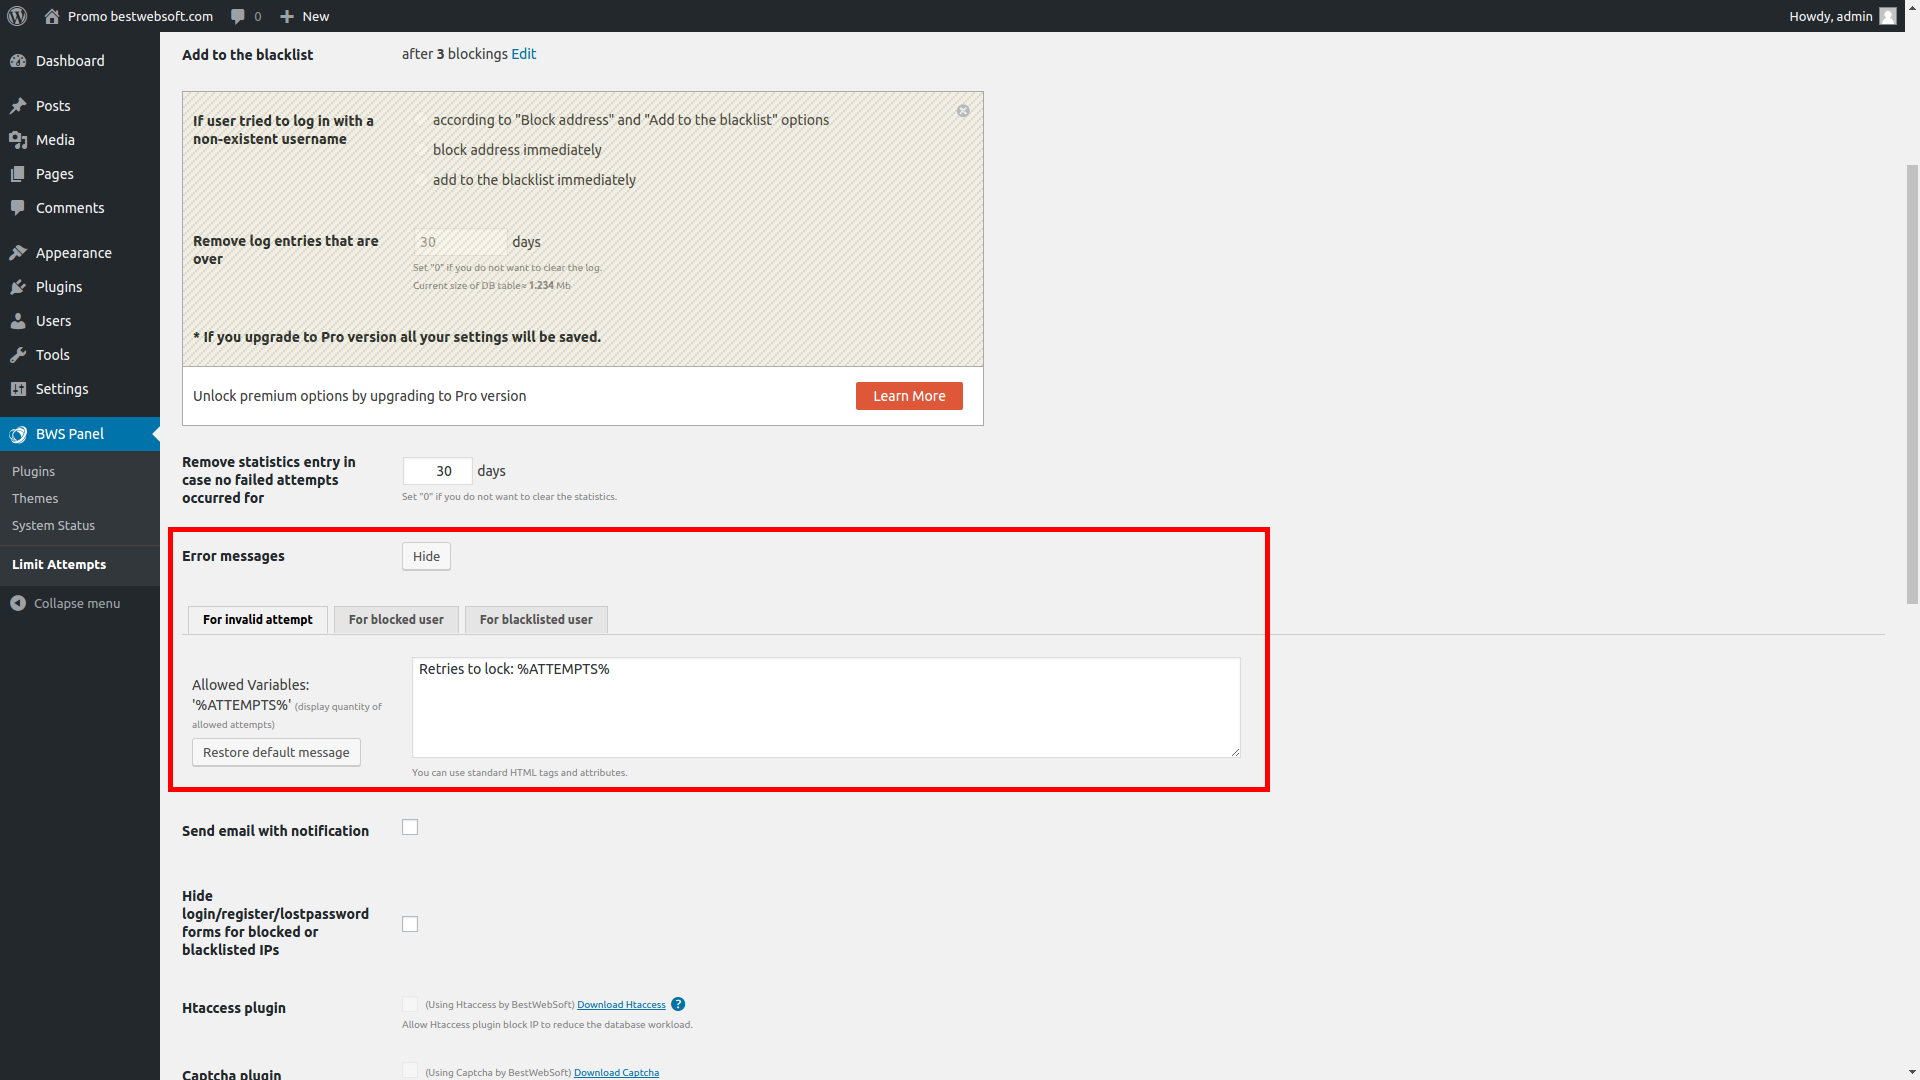 Promo bestwebsoft.com 0 New Howdy, admin
Dashboard
Posts
Media
Pages
Comments
Appearance
Plugins
Users
Tools
Settings
BWS Panel
Plugins
Themes
System Status
Limit Attempts
Collapse menu
Add to the blacklist
after 3 blockings Edit
If user tried to log in with a
non-existent username
according to "Block address" and "Add to the blacklist" options
block address immediately
add to the blacklist immediately
Remove log entries that are
over
30 days
Set "0" if you do not want to clear the log.
Current size of DB table≈ 1.234 Mb
* If you upgrade to Pro version all your settings will be saved.
Unlock premium options by upgrading to Pro version
Learn More
Remove statistics entry in
case no failed attempts
occurred for
30 days
Set "0" if you do not want to clear the statistics.
Error messages
Hide
For invalid attempt
For blocked user
For blacklisted user
Allowed Variables:
'%ATTEMPTS%' (display quantity of
allowed attempts)
Restore default message
Retries to lock: %ATTEMPTS%
You can use standard HTML tags and attributes.
Send email with notification
Hide
login/register/lostpassword
forms for blocked or
blacklisted IPs
Htaccess plugin
(Using Htaccess by BestWebSoft) Download Htaccess ?
Allow Htaccess plugin block IP to reduce the database workload.
Captcha plugin
(Using Captcha by BestWebSoft) Download Captcha